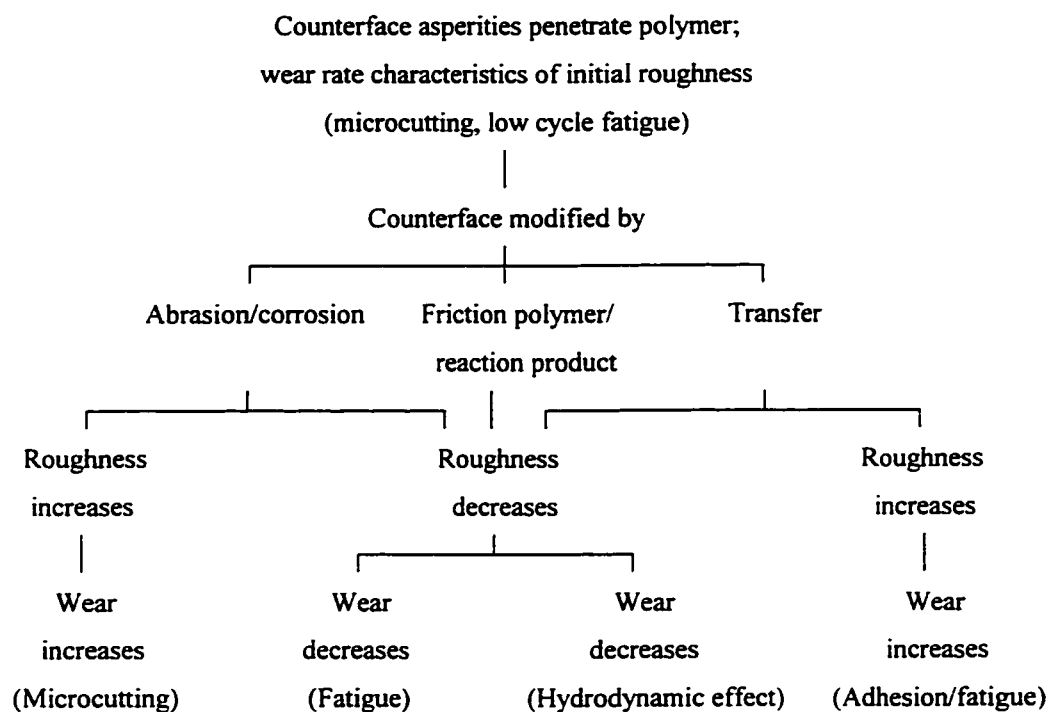 Counterface asperities penetrate polymer;
wear rate characteristics of initial roughness
(microcutting, low cycle fatigue)
Counterface modified by
Abrasion/corrosion
Friction polymer/
reaction product
Transfer
Roughness
increases
Roughness
decreases
Roughness
increases
Wear
increases
(Microcutting)
Wear
decreases
(Fatigue)
Wear
decreases
(Hydrodynamic effect)
Wear
increases
(Adhesion/fatigue)